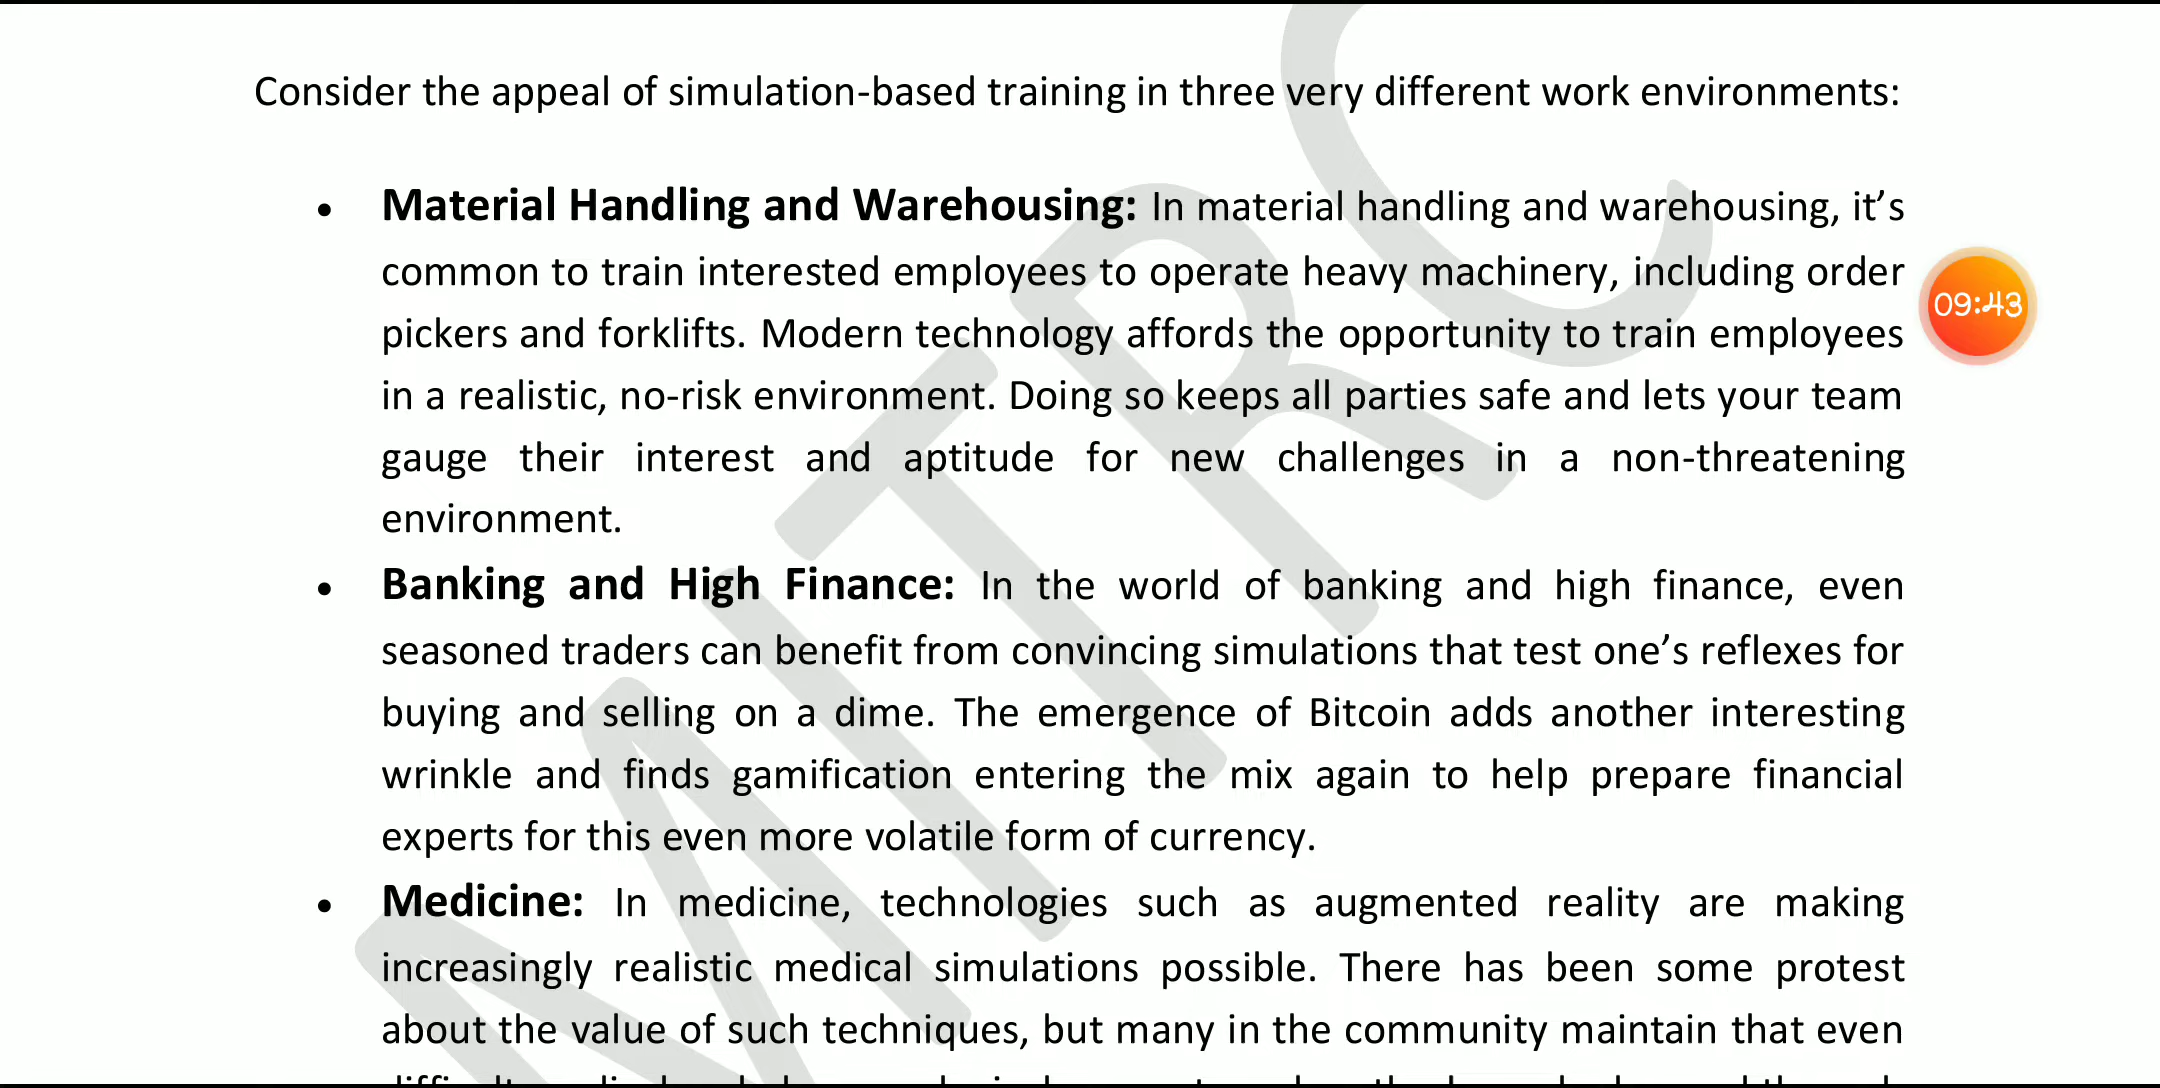 Consider the appeal of simulation-based training in three very different work environments:
• Material Handling and Warehousing: In material handling and warehousing, it’s
common to train interested employees to operate heavy machinery, including order
09:43
pickers and forklifts. Modern technology affords the opportunity to train employees
in a realistic, no-risk environment. Doing so keeps all parties safe and lets your team
gauge their interest and aptitude for new challenges in a non-threatening
environment.
• Banking and High Finance: In the world of banking and high finance, even
seasoned traders can benefit from convincing simulations that test one’s reflexes for
buying and selling on a dime. The emergence of Bitcoin adds another interesting
wrinkle and finds gamification entering the mix again to help prepare financial
experts for this even more volatile form of currency.
• Medicine: In medicine, technologies such as augmented reality are making
increasingly realistic medical simulations possible. There has been some protest
about the value of such techniques, but many in the community maintain that even
MITRC